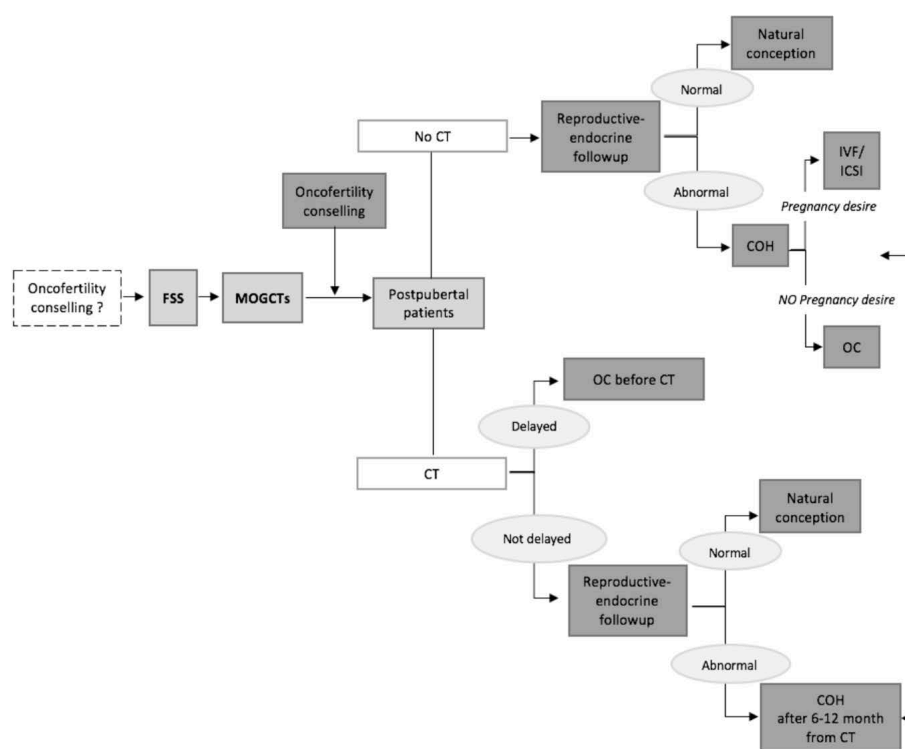 Natural
conception
Normal
No CT
Reproductive-
endocrine
followup
IVF/
ICSI
Oncofertility
conselling
Abnormal
Pregnancy desire
COH
Oncofertility
conselling ?
FSS
MOGCTs
Postpubertal
patients
NO Pregnancy desire
OC
OC before CT
Delayed
CT
Natural
conception
Not delayed
Normal
Reproductive-
endocrine
followup
Abnormal
COH
after 6-12 month
from CT